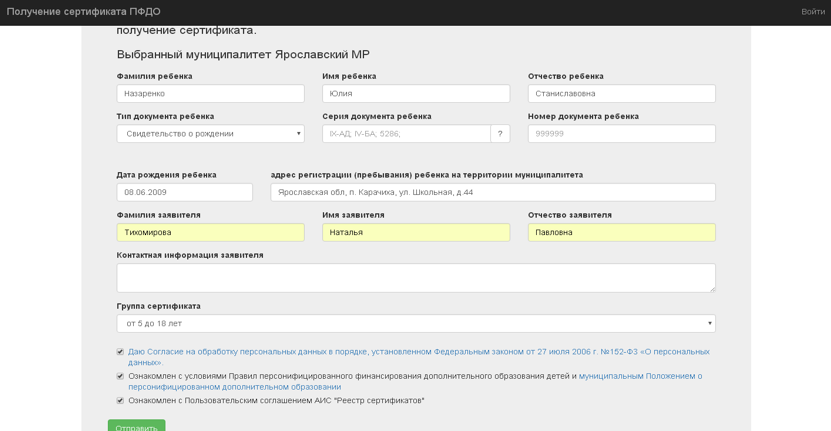 Получение сертификата ПФДО
Войти
получение сертификата.
Выбранный муниципалитет Ярославский МР
Фамилия ребенка Имя ребенка Отчество ребенка
Назаренко Юлия Станиславовна
Тип документа ребенка Серия документа ребенка Номер документа ребенка
Свидетельство о рождении IX-АД; IV-БА; 5286; ? 999999
Дата рождения ребенка адрес регистрации (пребывания) ребенка на территории муниципалитета
08.06.2009 Ярославская обл, п. Карачиха, ул. Школьная, д.44
Фамилия заявителя Имя заявителя Отчество заявителя
Тихомирова Наталья Павловна
Контактная информация заявителя
Группа сертификата
от 5 до 18 лет
Даю Согласие на обработку персональных данных в порядке, установленном Федеральным законом от 27 июля 2006 г. №152-ФЗ «О персональных
данных».
Ознакомлен с условиями Правил персонифицированного финансирования дополнительного образования детей и муниципальным Положением о
персонифицированном дополнительном образовании
Ознакомлен с Пользовательским соглашением АИС "Реестр сертификатов"
Отправить